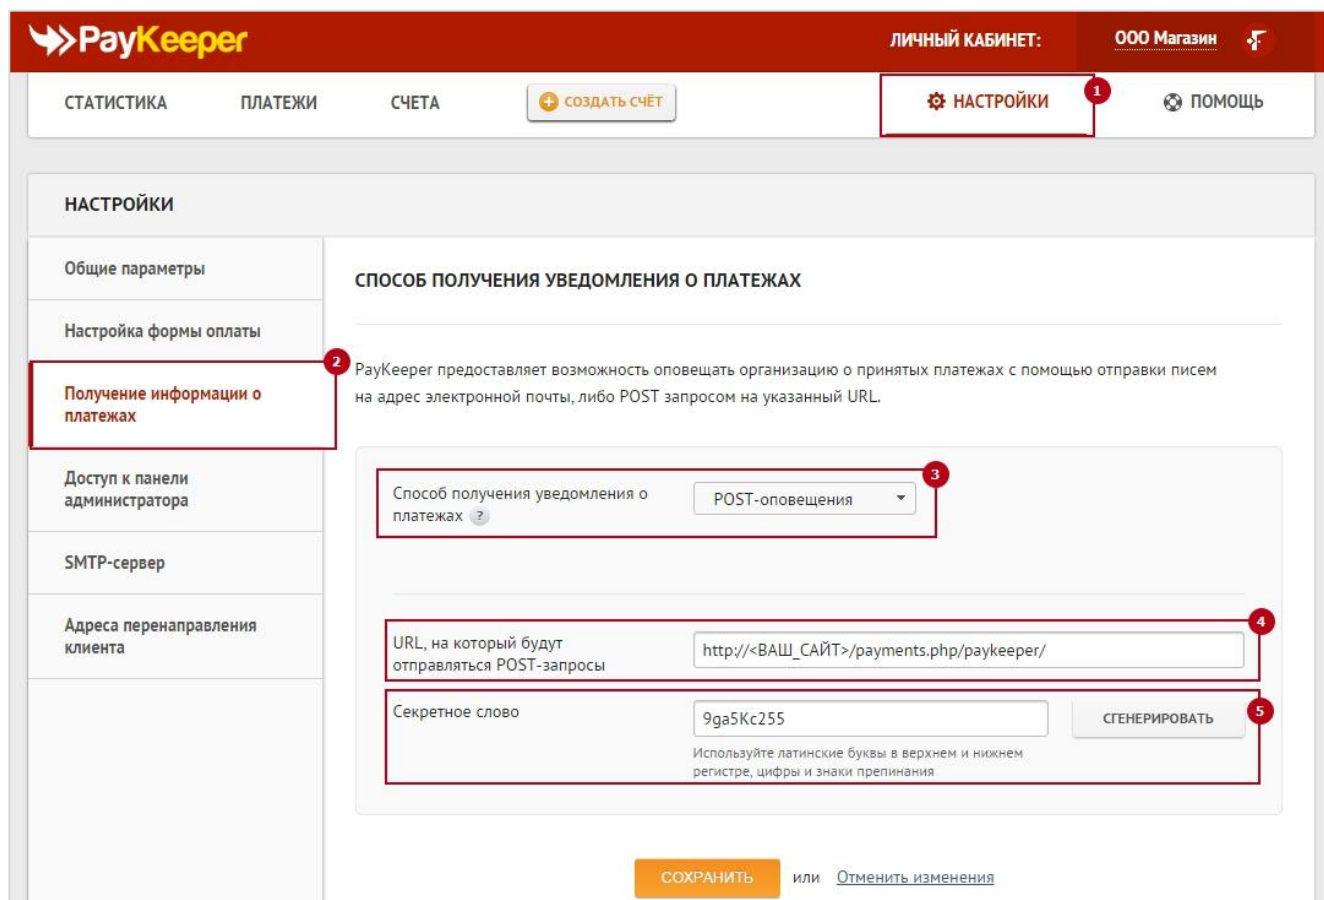 PayKeeper
ЛИЧНЫЙ КАБИНЕТ:
ООО Магазин
СТАТИСТИКА
ПЛАТЕЖИ
СЧЕТА
СОЗДАТЬ СЧЁТ
НАСТРОЙКИ
1
ПОМОЩЬ
НАСТРОЙКИ
Общие параметры
Настройка формы оплаты
2
Получение информации о
платежах
Доступ к панели
администратора
SMTP-сервер
Адреса перенаправления
клиента
СПОСОБ ПОЛУЧЕНИЯ УВЕДОМЛЕНИЯ О ПЛАТЕЖАХ
PayKeeper предоставляет возможность оповещать организацию о принятых платежах с помощью отправки писем
на адрес электронной почты, либо POST запросом на указанный URL.
3
Способ получения уведомления о
платежах ?
POST-оповещения
4
URL, на который будут
отправляться POST-запросы
http://<ВАШ_САЙТ>/payments.php/paykeeper/
Секретное слово
9ga5Kc255
СГЕНЕРИРОВАТЬ
5
Используйте латинские буквы в верхнем и нижнем
регистре, цифры и знаки препинания
СОХРАНИТЬ
или
Отменить изменения